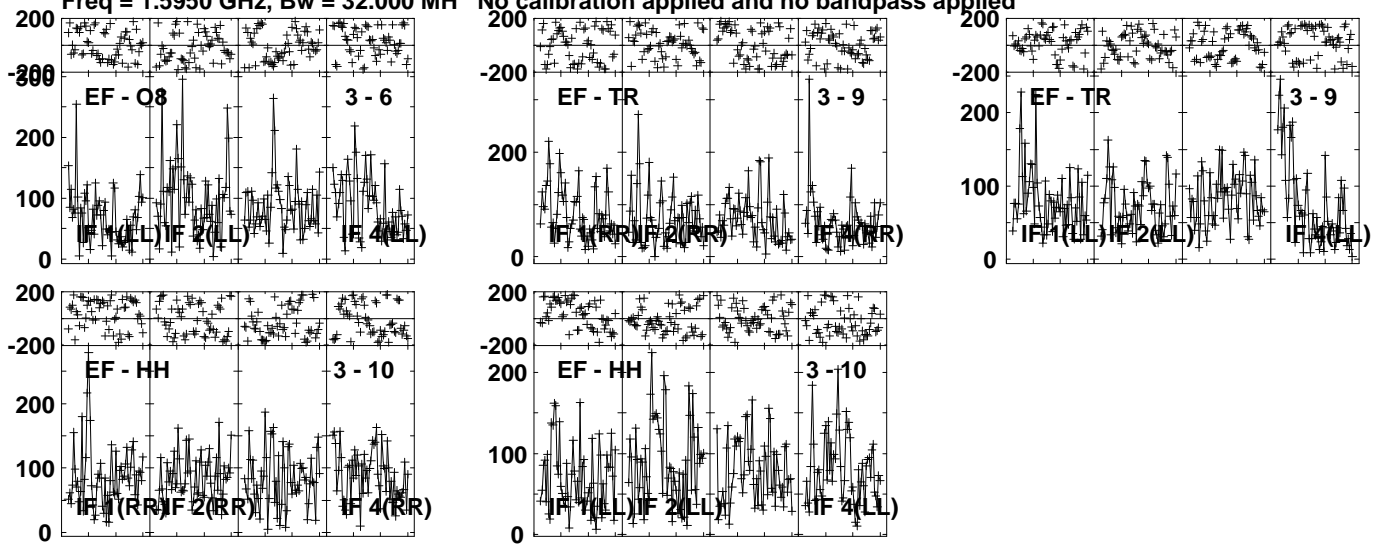 Freq = 1.5950 GHz, Bw = 32.000 MH No calibration applied and no bandpass applied
200
-200
300
200
100
0
EF - O8
3 - 6
IF 1(LL)
IF 2(LL)
IF 4(LL)
200
-200
200
0
EF - TR
3 - 9
IF 1(RR)
IF 2(RR)
IF 4(RR)
200
-200
200
100
0
EF - TR
3 - 9
IF 1(LL)
IF 2(LL)
IF 4(LL)
200
-200
200
100
0
EF - HH
3 - 10
IF 1(RR)
IF 2(RR)
IF 4(RR)
200
-200
200
100
0
EF - HH
3 - 10
IF 1(LL)
IF 2(LL)
IF 4(LL)